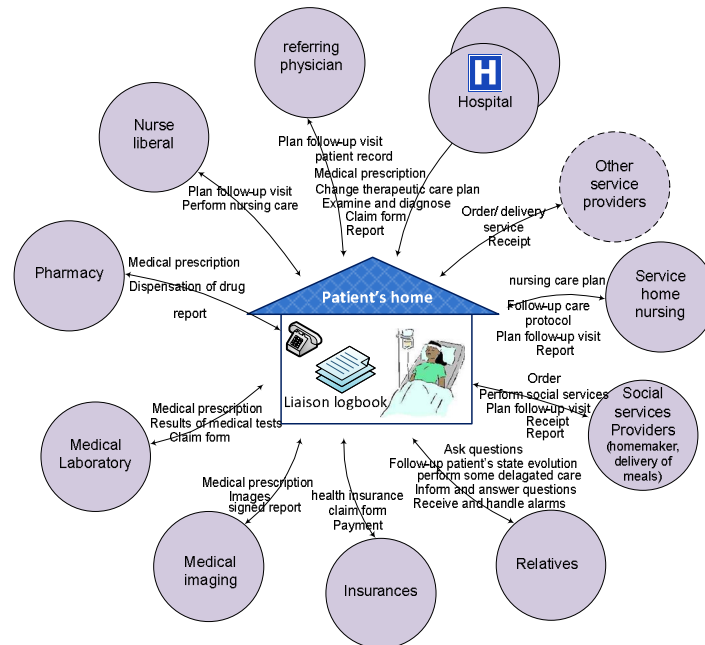 referring
physician
H
Hospital
Nurse
liberal
Plan follow-up visit
patient record
Medical prescription
Change therapeutic care plan
Examine and diagnose
Claim form
Report
Other
service
providers
Plan follow-up visit
Perform nursing care
Order/ delivery
service
Receipt
Pharmacy
Medical prescription
Dispensation of drug
report
Patient's home
Liaison logbook
nursing care plan
Follow-up care
protocol
Plan follow-up visit
Report
Service
home
nursing
Order
Perform social services
Plan follow-up visit
Receipt
Report
Social
services
Providers
(homemaker,
delivery of
meals)
Medical
Laboratory
Medical prescription
Results of medical tests
Claim form
Ask questions
Follow-up patient's state evolution
perform some delagated care
Inform and answer questions
Receive and handle alarms
Medical prescription
Images
signed report
health insurance
claim form
Payment
Medical
imaging
Insurances
Relatives